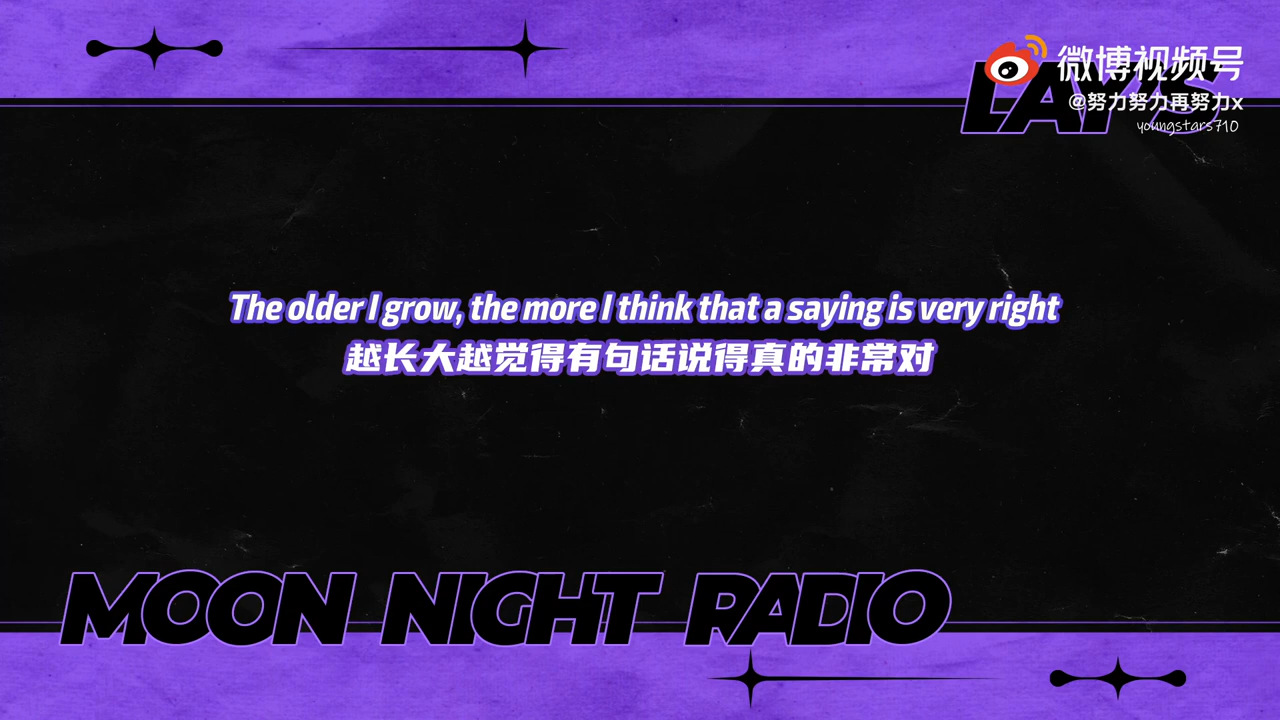 微博视频号
LAY'S
@努力努力再努力x
youngstars710
The older I grow, the more I think that a saying is very right
越长大越觉得有句话说得真的非常对
MOON NIGHT RADIO